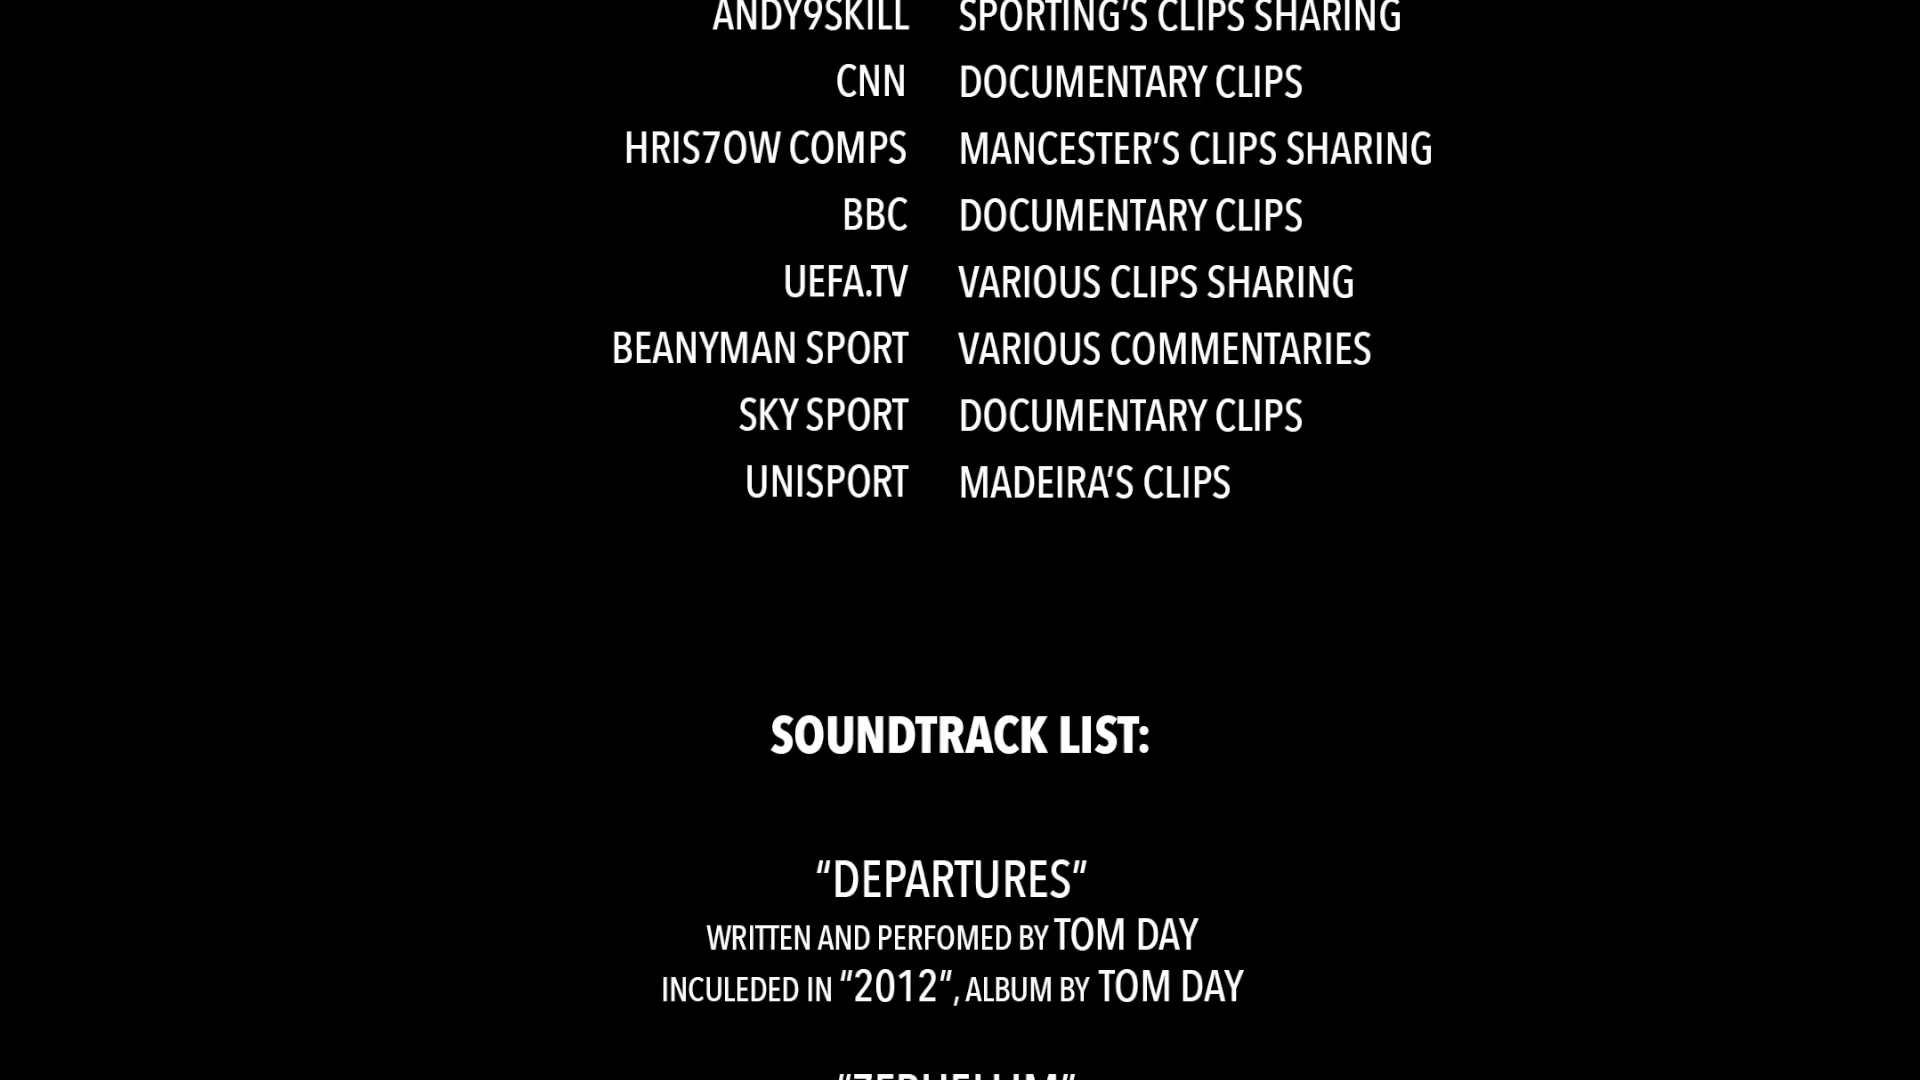 ANDY9SKILL SPORTING'S CLIPS SHARING
CNN DOCUMENTARY CLIPS
HRIS7OW COMPS MANCESTER'S CLIPS SHARING
BBC DOCUMENTARY CLIPS
UEFA.TV VARIOUS CLIPS SHARING
BEANYMAN SPORT VARIOUS COMMENTARIES
SKY SPORT DOCUMENTARY CLIPS
UNISPORT MADEIRA'S CLIPS
SOUNDTRACK LIST:
"DEPARTURES"
WRITTEN AND PERFOMED BY TOM DAY
INCULEDED IN "2012", ALBUM BY TOM DAY